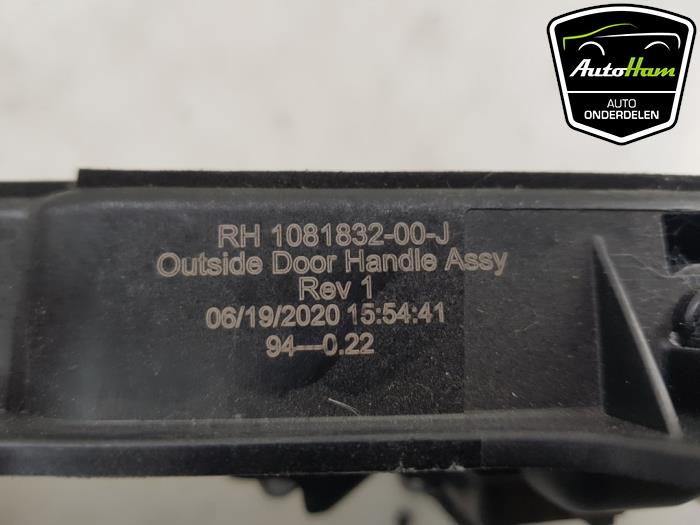 AutoHam
AUTO
ONDERDELEN
RH 1081832-00-J
Outside Door Handle Assy
Rev 1
06/19/2020 15:54:41
94—0.22